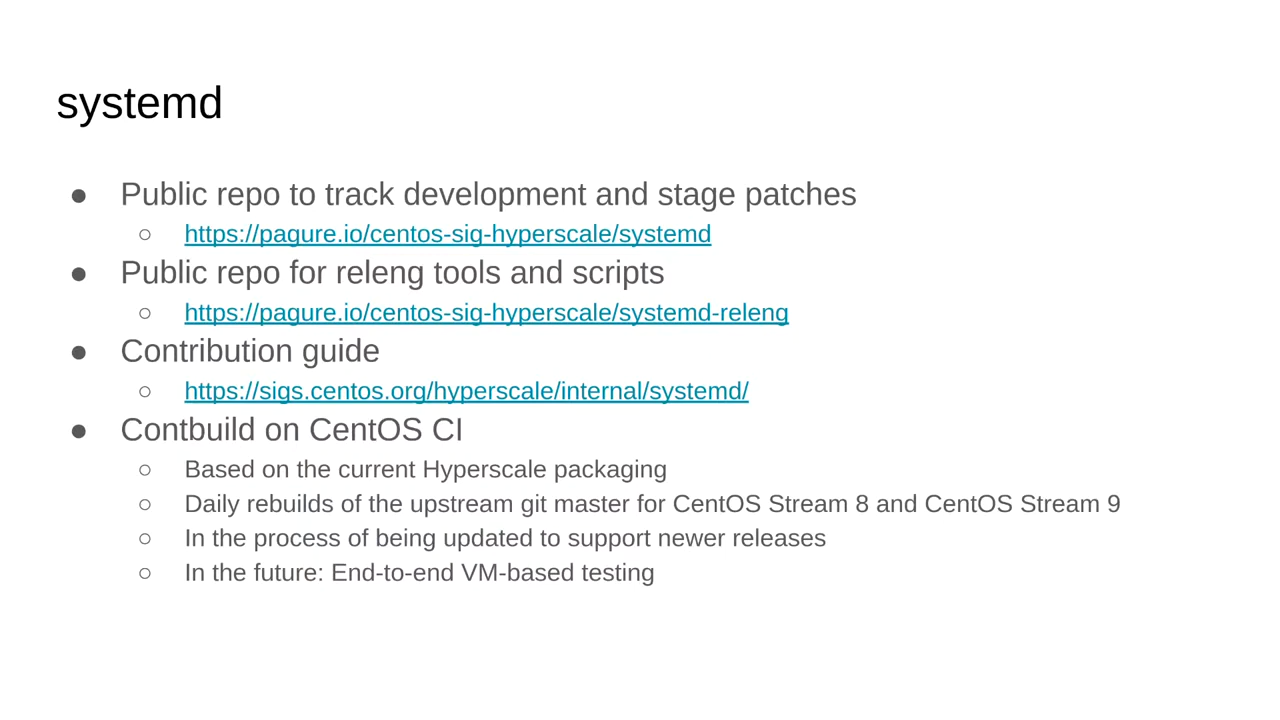 systemd
● Public repo to track development and stage patches
○ https://pagure.io/centos-sig-hyperscale/systemd
● Public repo for releng tools and scripts
○ https://pagure.io/centos-sig-hyperscale/systemd-releng
● Contribution guide
○ https://sigs.centos.org/hyperscale/internal/systemd/
● Contbuild on CentOS CI
○ Based on the current Hyperscale packaging
○ Daily rebuilds of the upstream git master for CentOS Stream 8 and CentOS Stream 9
○ In the process of being updated to support newer releases
○ In the future: End-to-end VM-based testing